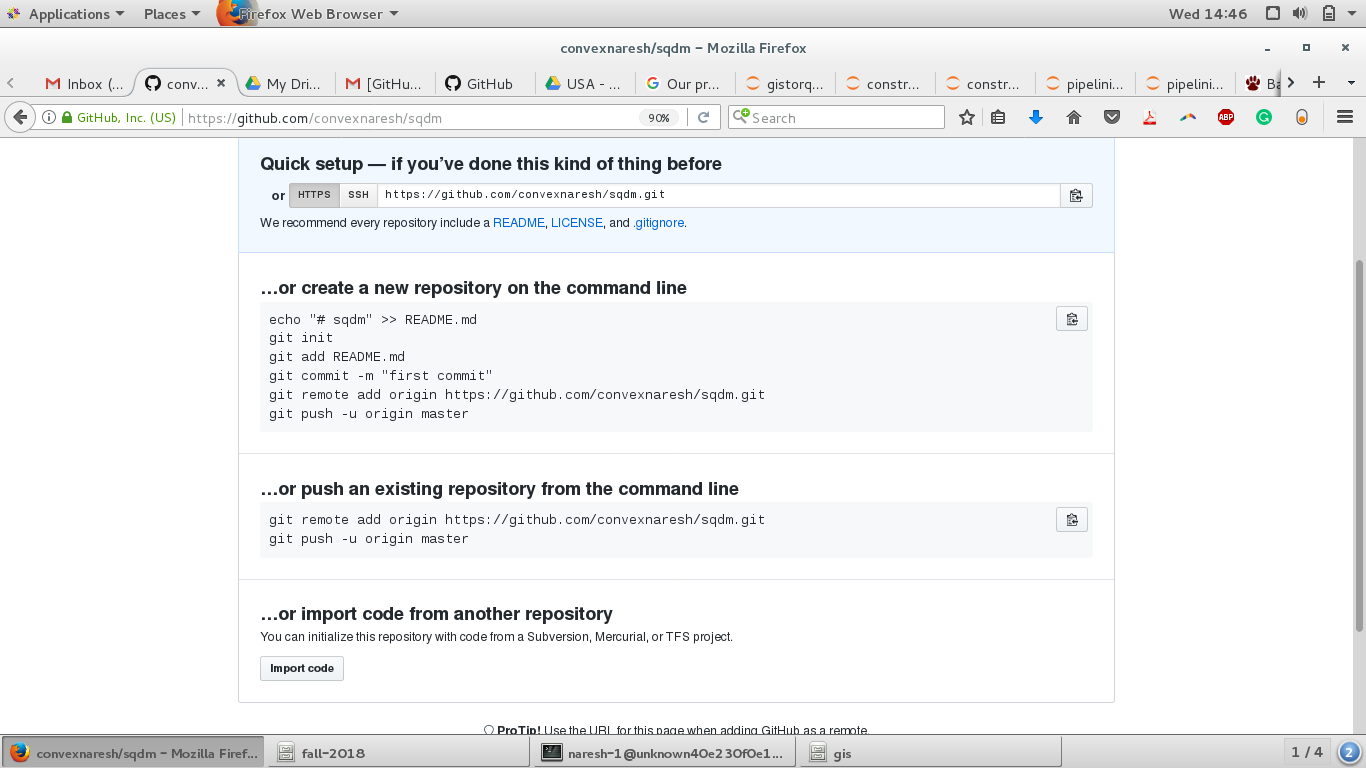 Applications Places Firefox Web Browser Wed 14:46
convexnaresh/sqdm - Mozilla Firefox
Inbox (... conv... My Dri... [GitHu... GitHub USA - ... Our pr... gistorq... constr... constr... pipelini... pipelini... Ba
GitHub, Inc. (US) https://github.com/convexnaresh/sqdm 90% Search ABP
Quick setup — if you've done this kind of thing before
or HTTPS SSH https://github.com/convexnaresh/sqdm.git
We recommend every repository include a README, LICENSE, and .gitignore.
…or create a new repository on the command line
echo "# sqdm" >> README.md
git init
git add README.md
git commit -m "first commit"
git remote add origin https://github.com/convexnaresh/sqdm.git
git push -u origin master
…or push an existing repository from the command line
git remote add origin https://github.com/convexnaresh/sqdm.git
git push -u origin master
…or import code from another repository
You can initialize this repository with code from a Subversion, Mercurial, or TFS project.
Import code
ProTip! Use the URL for this page when adding GitHub as a remote.
convexnaresh/sqdm - Mozilla Firef... fall-2018 naresh-1@unknown40e230f0e1... gis 1 / 4 2